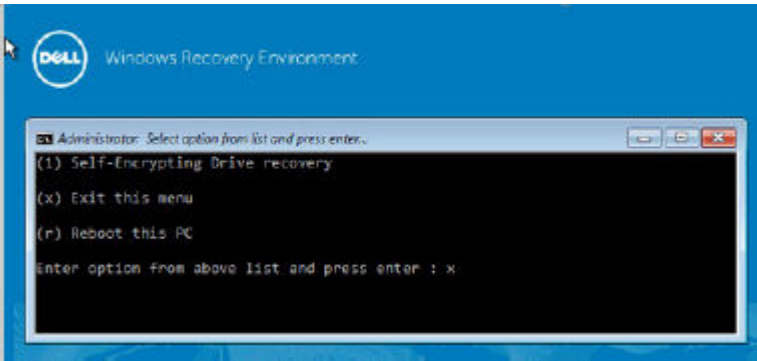 DELL
Windows Recovery Environment
Administrator: Select option from list and press enter..
(1) Self-Encrypting Drive recovery
(x) Exit this menu
(r) Reboot this PC
Enter option from above list and press enter : x